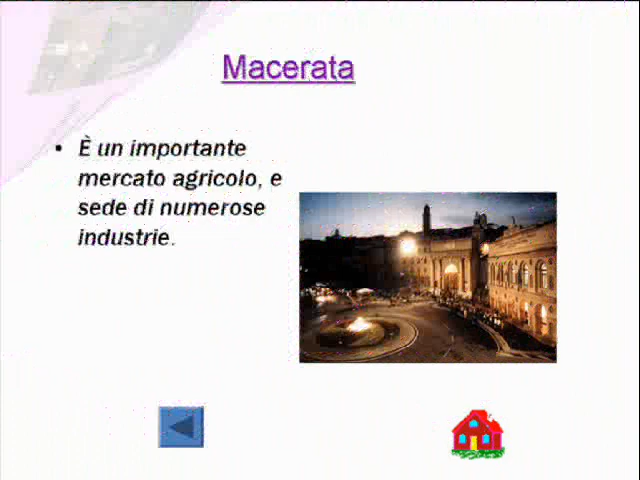 Macerata
• È un importante
mercato agricolo, e
sede di numerose
industrie.